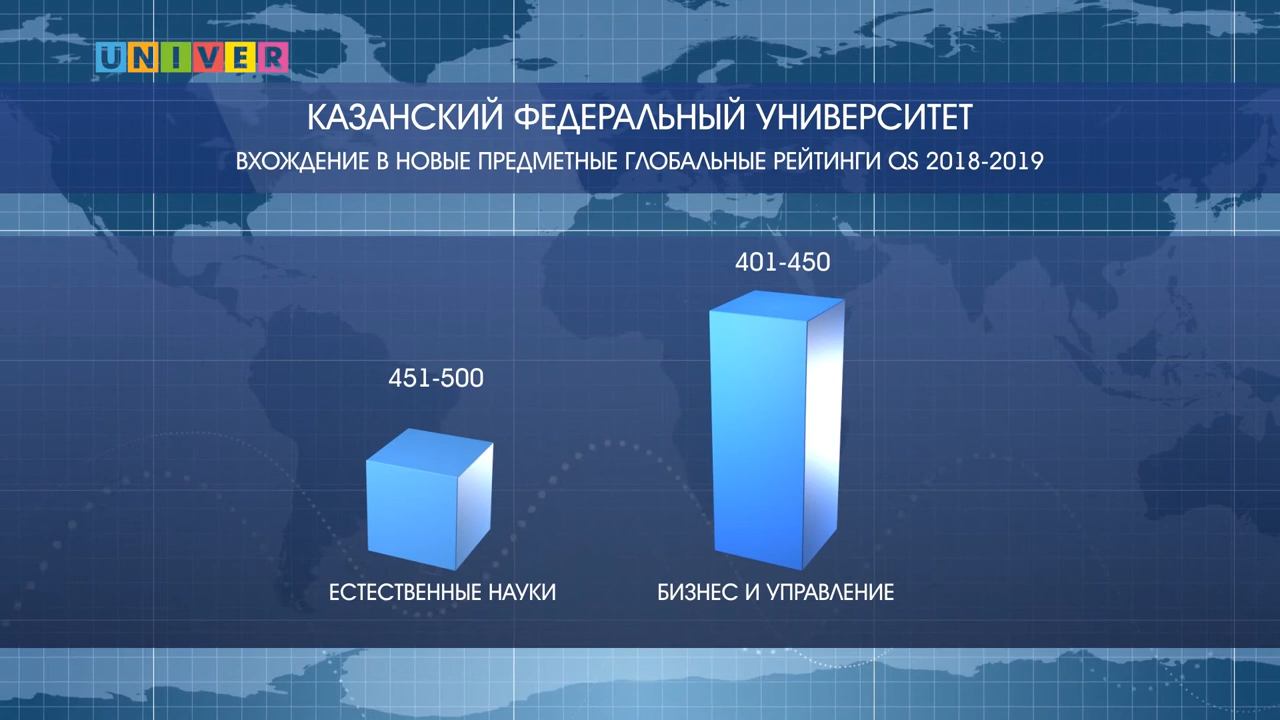 UNIVER
КАЗАНСКИЙ ФЕДЕРАЛЬНЫЙ УНИВЕРСИТЕТ
ВХОЖДЕНИЕ В НОВЫЕ ПРЕДМЕТНЫЕ ГЛОБАЛЬНЫЕ РЕЙТИНГИ QS 2018-2019
401-450
451-500
ЕСТЕСТВЕННЫЕ НАУКИ
БИЗНЕС И УПРАВЛЕНИЕ